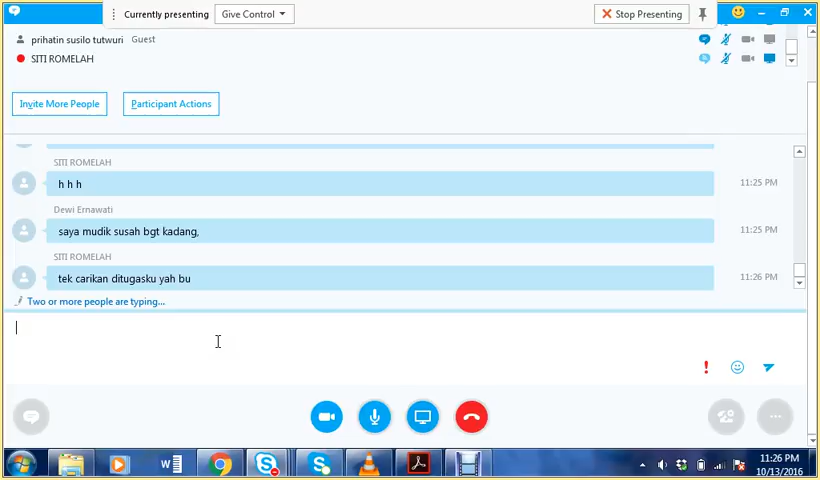 Currently presenting
Give Control
Stop Presenting
prihatin susilo tutwuri Guest
SITI ROMELAH
Invite More People
Participant Actions
SITI ROMELAH
h h h 11:25 PM
Dewi Ernawati
saya mudik susah bgt kadang, 11:25 PM
SITI ROMELAH
tek carikan ditugasku yah bu 11:26 PM
Two or more people are typing...
11:26 PM
10/13/2016